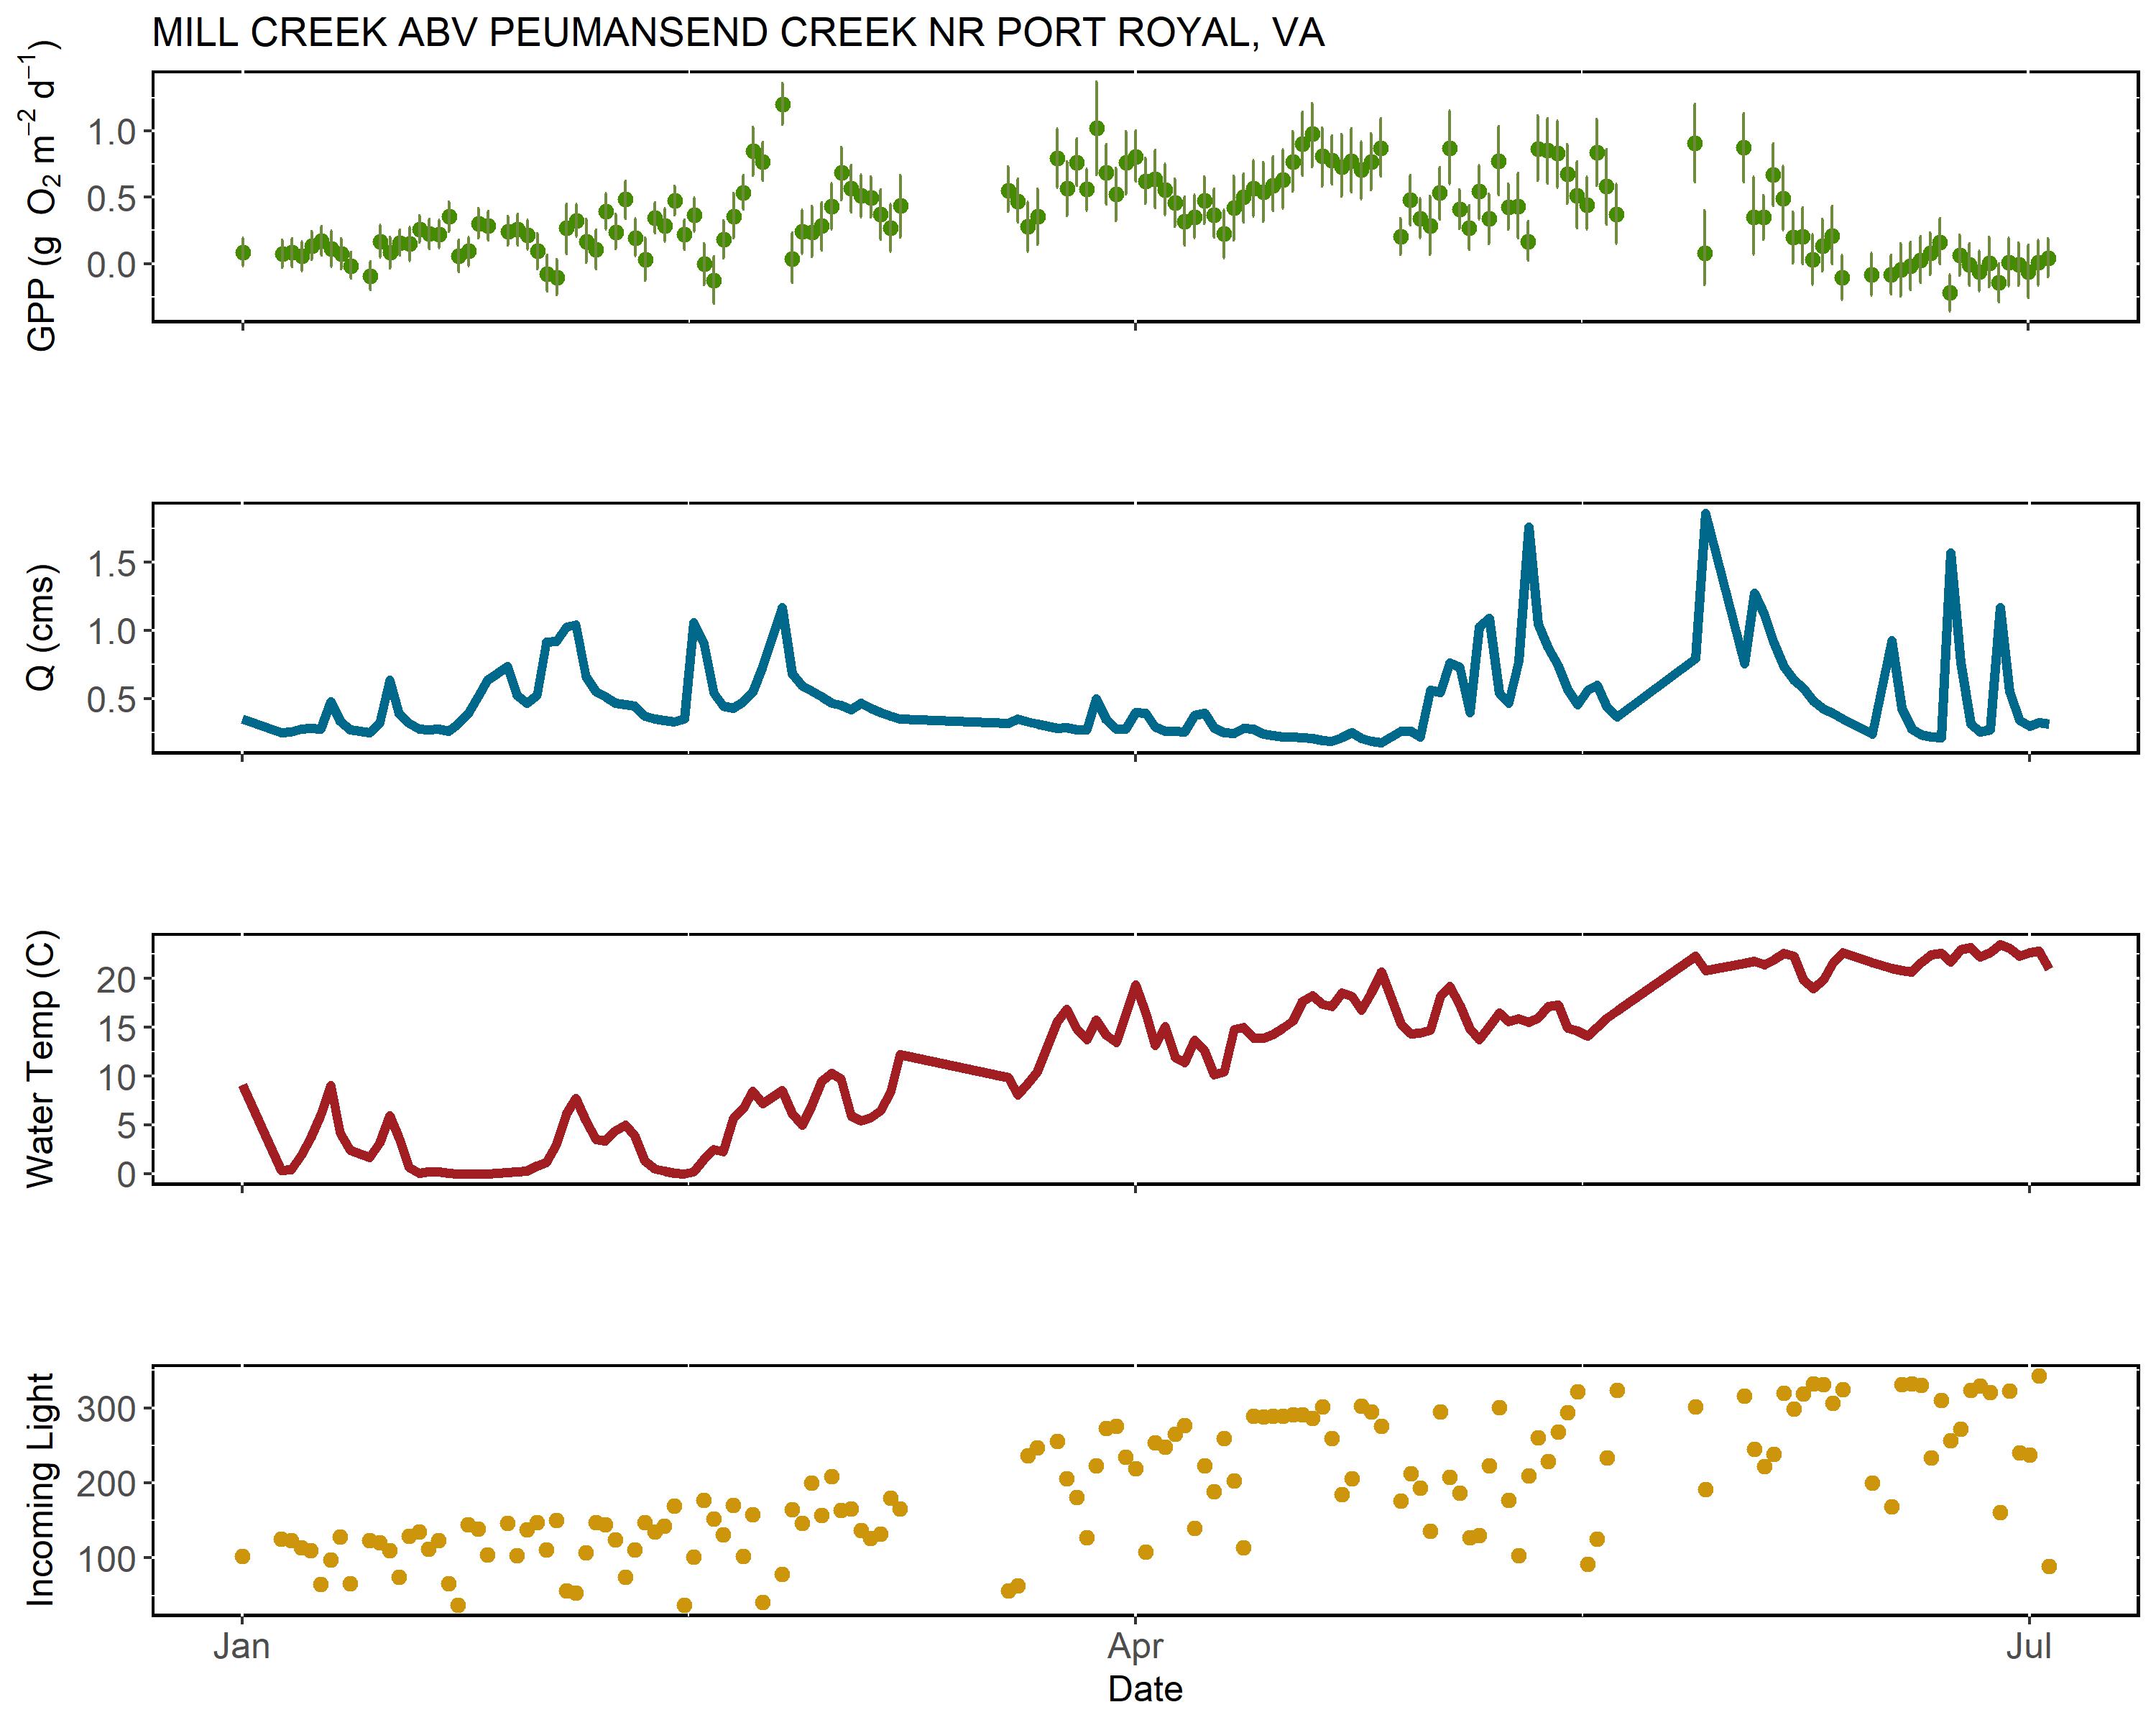 MILL CREEK ABV PEUMANSEND CREEK NR PORT ROYAL, VA
GPP (g O₂ m⁻² d⁻¹)
1.0
0.5
0.0
Q (cms)
1.5
1.0
0.5
Water Temp (C)
20
15
10
5
0
Incoming Light
300
200
100
Jan Apr Jul
Date